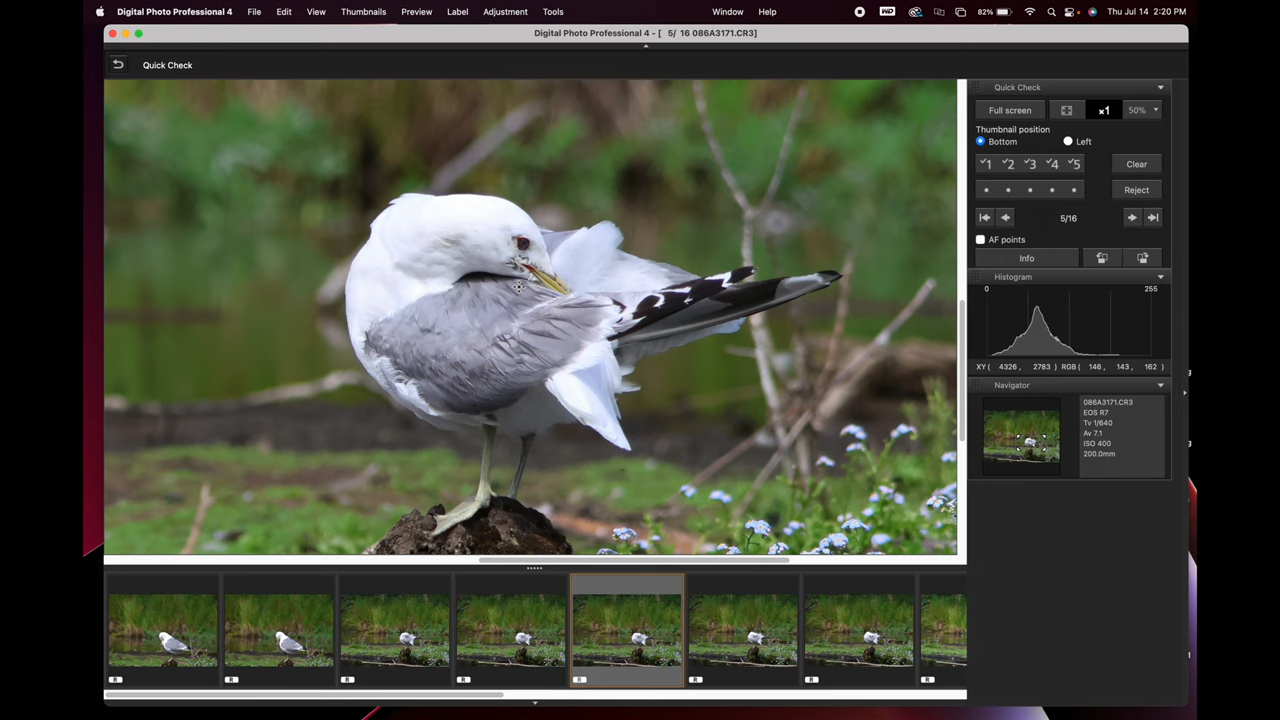 Digital Photo Professional 4 File Edit View Thumbnails Preview Label Adjustment Tools Window Help WD 82% Thu Jul 14 2:20 PM
Digital Photo Professional 4 - [ 5/ 16 086A3171.CR3]
Quick Check
Quick Check
Full screen x1 50%
Thumbnail position
Bottom Left
1 2 3 4 5 Clear
Reject
5/16
AF points
Info
Histogram
0 255
XY( 4326, 2783) RGB( 146, 143, 162)
Navigator
086A3171.CR3
EOS R7
Tv 1/640
Av 7.1
ISO 400
200.0mm
R R R R R R R R